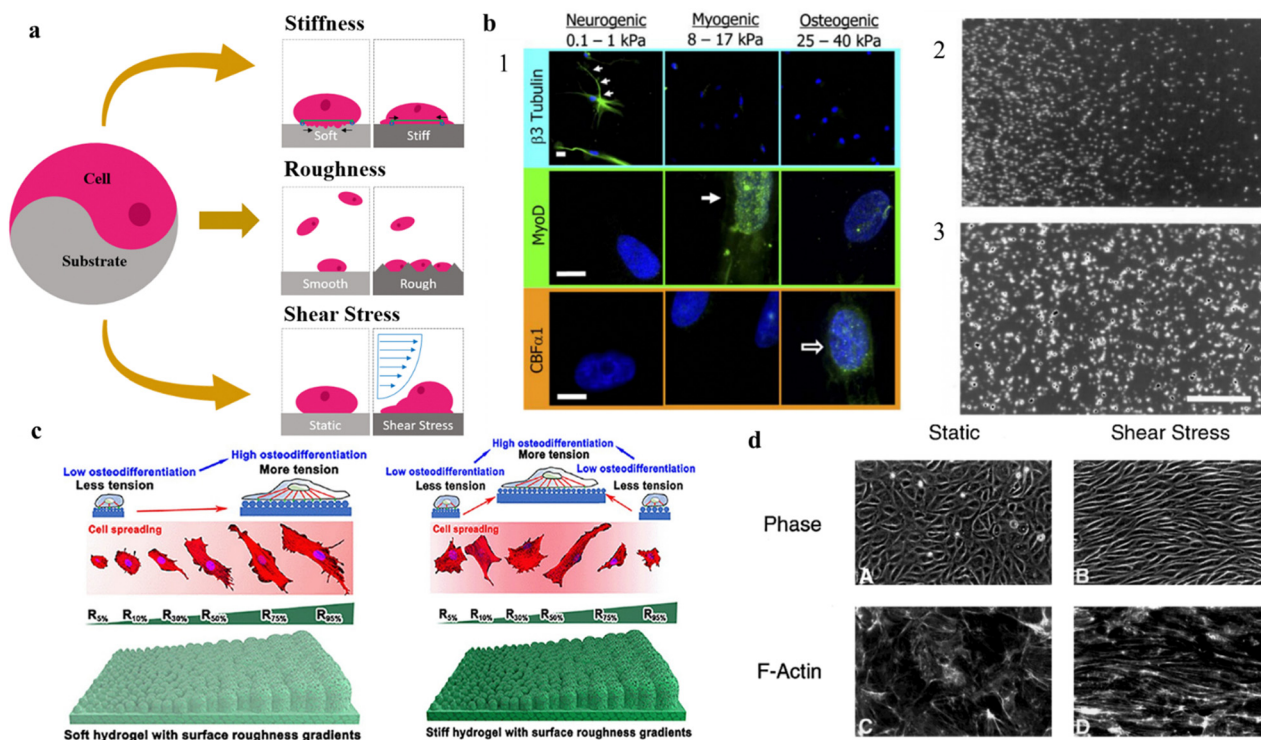 a
Stiffness
Soft
Stiff
Roughness
Smooth
Rough
Shear Stress
Static
Shear Stress
Cell
Substrate
b
1
Neurogenic
0.1 – 1 kPa
Myogenic
8 – 17 kPa
Osteogenic
25 – 40 kPa
β3 Tubulin
MyoD
CBFα1
2
3
c
High osteodifferentiation
Low osteodifferentiation
More tension
Less tension
Cell spreading
R5%
R10%
R30%
R50%
R75%
R95%
Soft hydrogel with surface roughness gradients
High osteodifferentiation
More tension
Low osteodifferentiation
Low osteodifferentiation
Less tension
Less tension
Cell spreading
R5%
R10%
R30%
R50%
R75%
R95%
Stiff hydrogel with surface roughness gradients
d
Static
Shear Stress
Phase
A
B
F-Actin
C
D